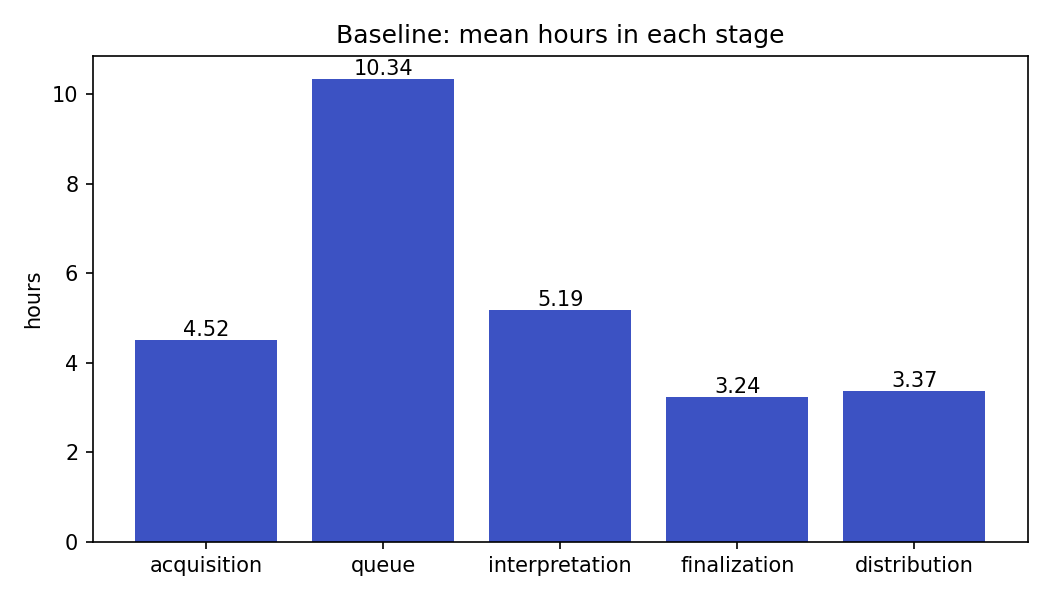 Baseline: mean hours in each stage
10.34
10
8
6
5.19
4.52
4
3.24
3.37
2
0
hours
acquisition
queue
interpretation
finalization
distribution